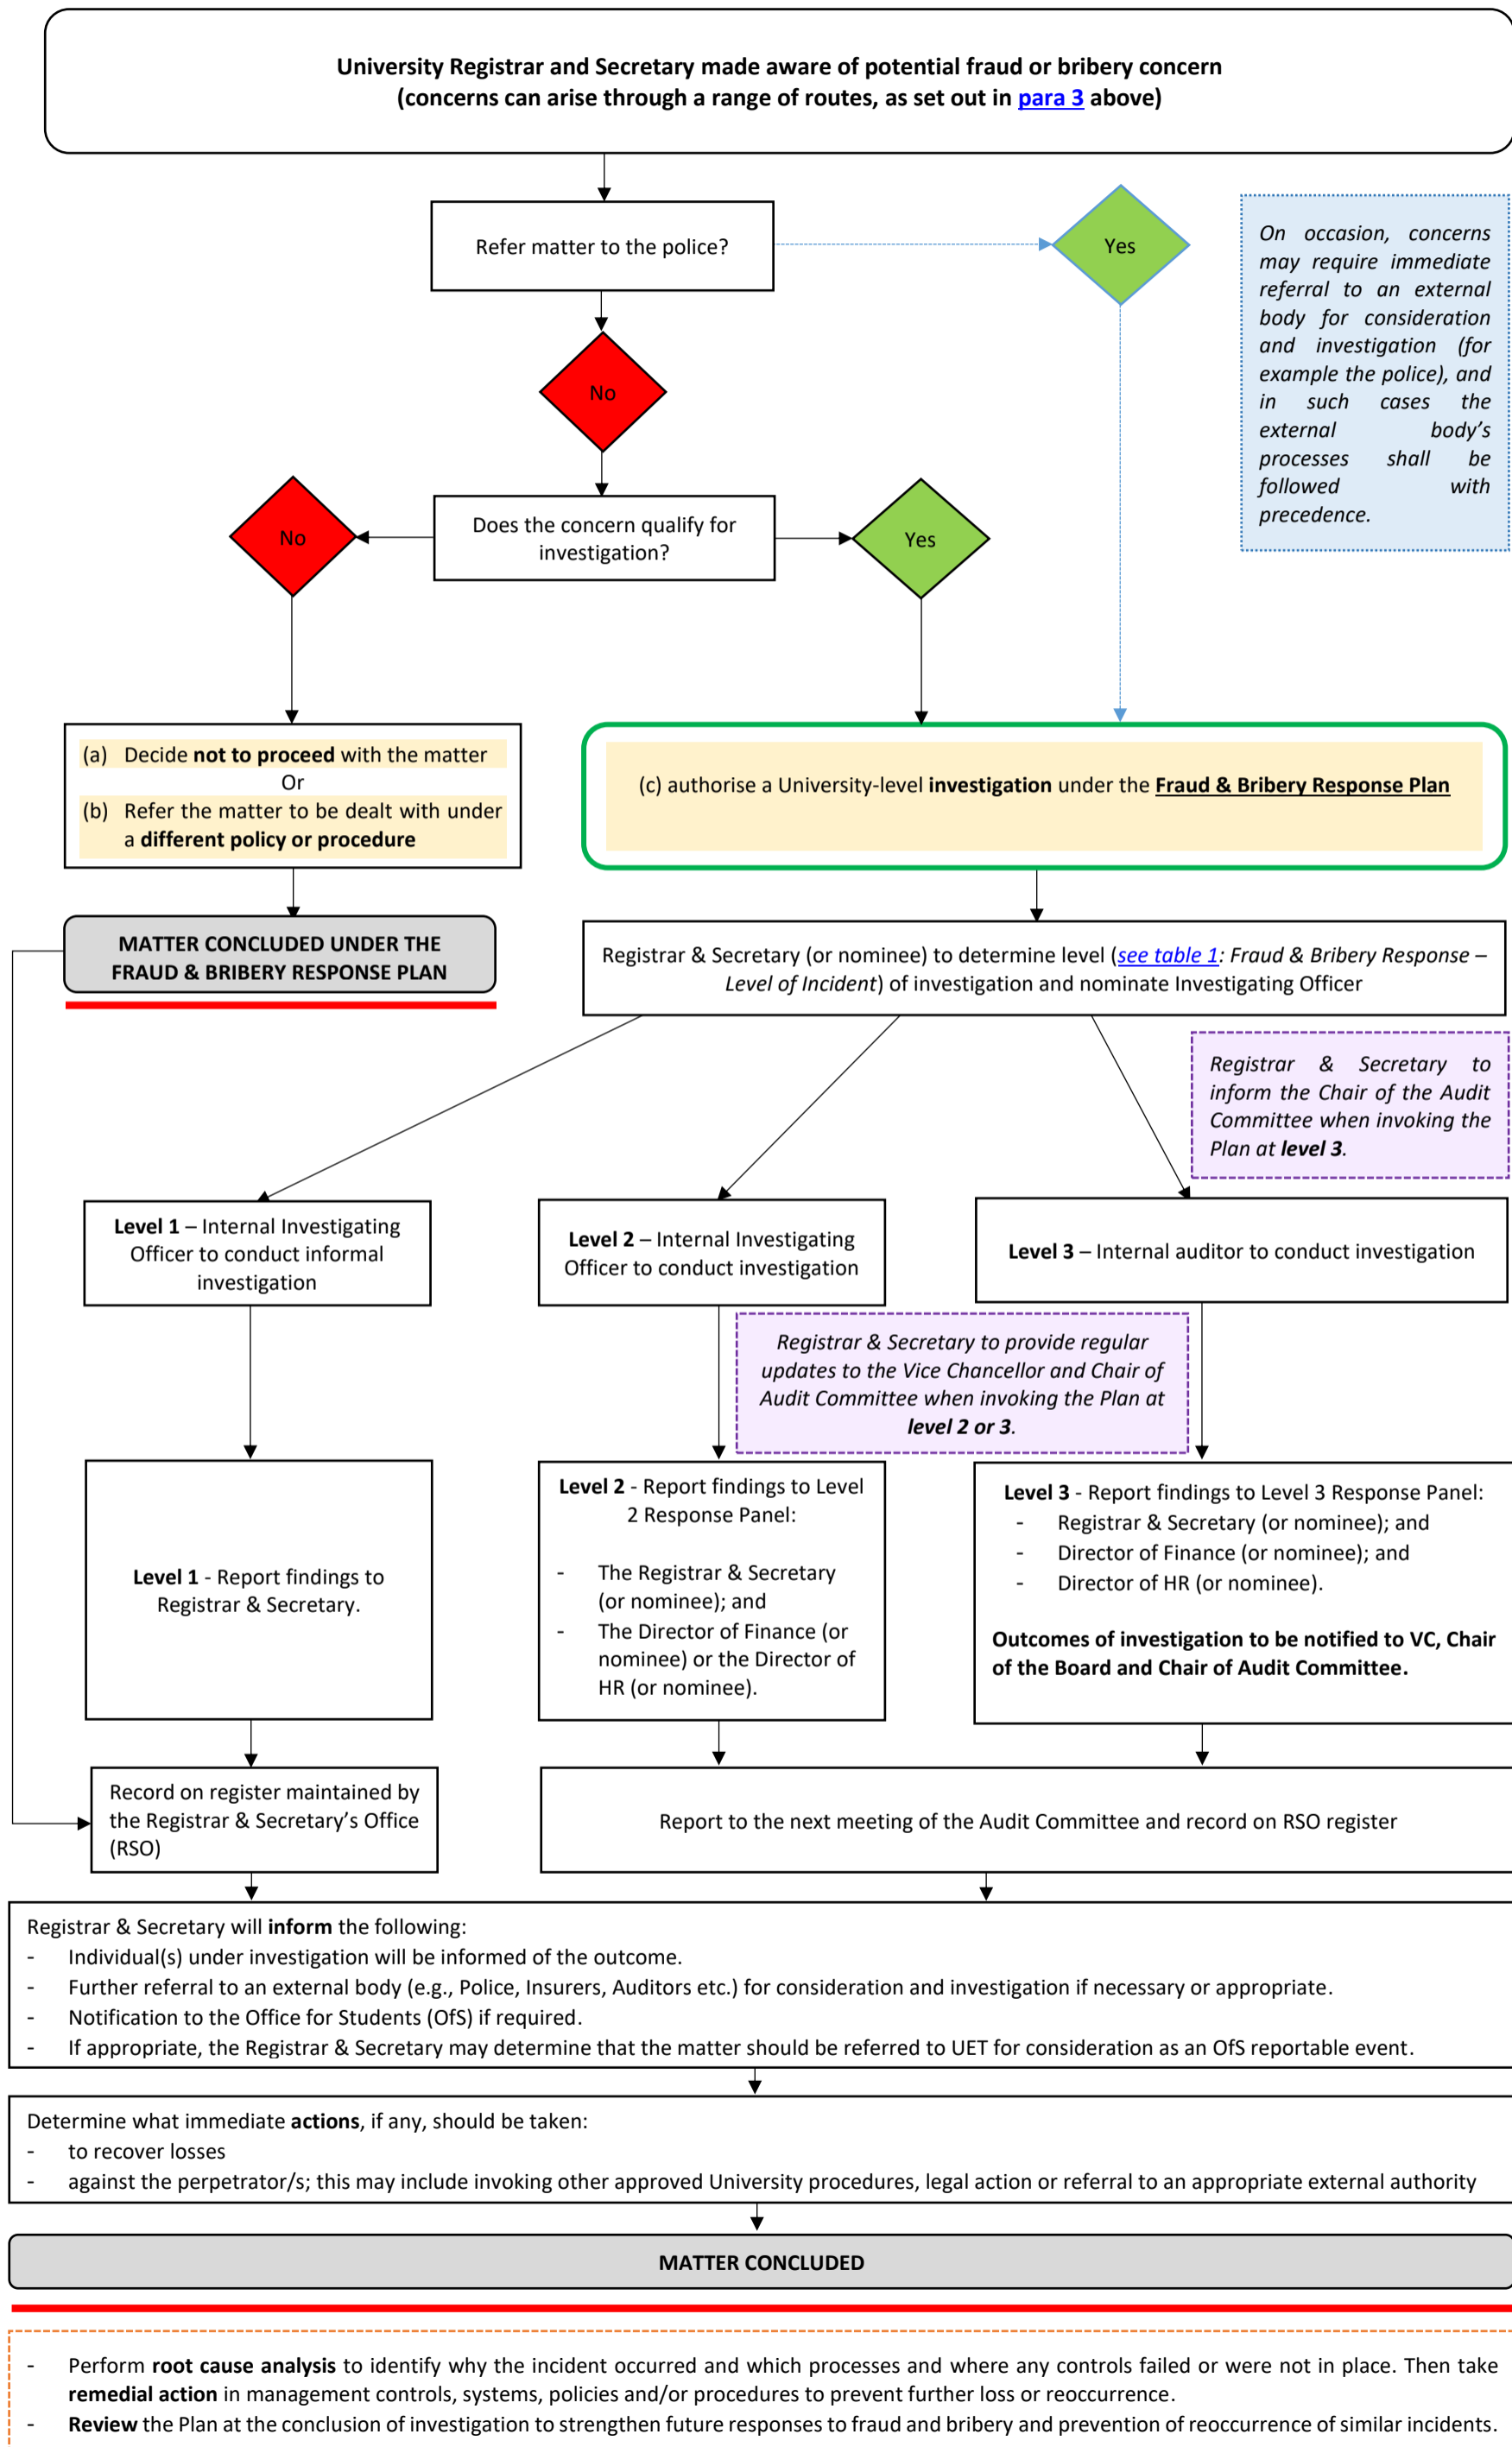 University Registrar and Secretary made aware of potential fraud or bribery concern
(concerns can arise through a range of routes, as set out in para 3 above)
Refer matter to the police?
Yes
On occasion, concerns
may require immediate
referral to an external
body for consideration
and investigation (for
example the police), and
in such cases the
external body’s
processes shall be
followed with
precedence.
No
No
Does the concern qualify for
investigation?
Yes
(a) Decide not to proceed with the matter
Or
(b) Refer the matter to be dealt with under
a different policy or procedure
(c) authorise a University-level investigation under the Fraud & Bribery Response Plan
MATTER CONCLUDED UNDER THE
FRAUD & BRIBERY RESPONSE PLAN
Registrar & Secretary (or nominee) to determine level (see table 1: Fraud & Bribery Response –
Level of Incident) of investigation and nominate Investigating Officer
Registrar & Secretary to
inform the Chair of the Audit
Committee when invoking the
Plan at level 3.
Level 1 – Internal Investigating
Officer to conduct informal
investigation
Level 2 – Internal Investigating
Officer to conduct investigation
Level 3 – Internal auditor to conduct investigation
Registrar & Secretary to provide regular
updates to the Vice Chancellor and Chair of
Audit Committee when invoking the Plan at
level 2 or 3.
Level 1 - Report findings to
Registrar & Secretary.
Level 2 - Report findings to Level
2 Response Panel:
- The Registrar & Secretary
(or nominee); and
- The Director of Finance (or
nominee) or the Director of
HR (or nominee).
Level 3 - Report findings to Level 3 Response Panel:
- Registrar & Secretary (or nominee); and
- Director of Finance (or nominee); and
- Director of HR (or nominee).
Outcomes of investigation to be notified to VC, Chair
of the Board and Chair of Audit Committee.
Record on register maintained by
the Registrar & Secretary’s Office
(RSO)
Report to the next meeting of the Audit Committee and record on RSO register
Registrar & Secretary will inform the following:
- Individual(s) under investigation will be informed of the outcome.
- Further referral to an external body (e.g., Police, Insurers, Auditors etc.) for consideration and investigation if necessary or appropriate.
- Notification to the Office for Students (OfS) if required.
- If appropriate, the Registrar & Secretary may determine that the matter should be referred to UET for consideration as an OfS reportable event.
Determine what immediate actions, if any, should be taken:
- to recover losses
- against the perpetrator/s; this may include invoking other approved University procedures, legal action or referral to an appropriate external authority
MATTER CONCLUDED
- Perform root cause analysis to identify why the incident occurred and which processes and where any controls failed or were not in place. Then take
remedial action in management controls, systems, policies and/or procedures to prevent further loss or reoccurrence.
- Review the Plan at the conclusion of investigation to strengthen future responses to fraud and bribery and prevention of reoccurrence of similar incidents.